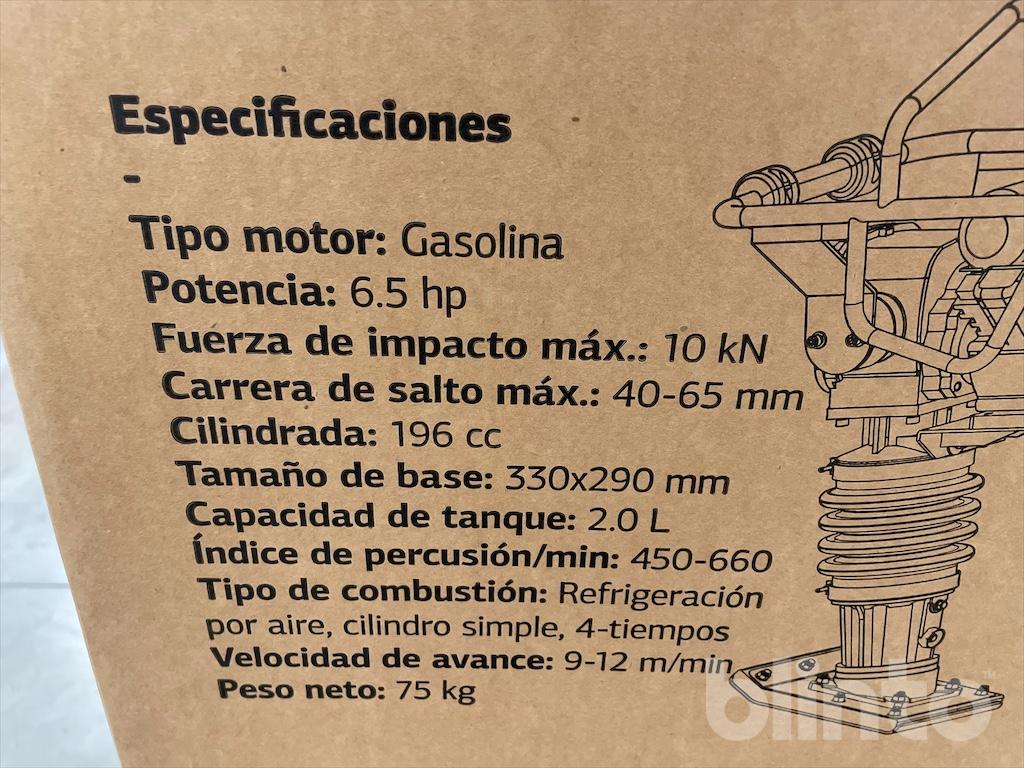 Especificaciones
-
Tipo motor: Gasolina
Potencia: 6.5 hp
Fuerza de impacto máx.: 10 kN
Carrera de salto máx.: 40-65 mm
Cilindrada: 196 cc
Tamaño de base: 330x290 mm
Capacidad de tanque: 2.0 L
Índice de percusión/min: 450-660
Tipo de combustión: Refrigeración
por aire, cilindro simple, 4-tiempos
Velocidad de avance: 9-12 m/min
Peso neto: 75 kg
blinto™